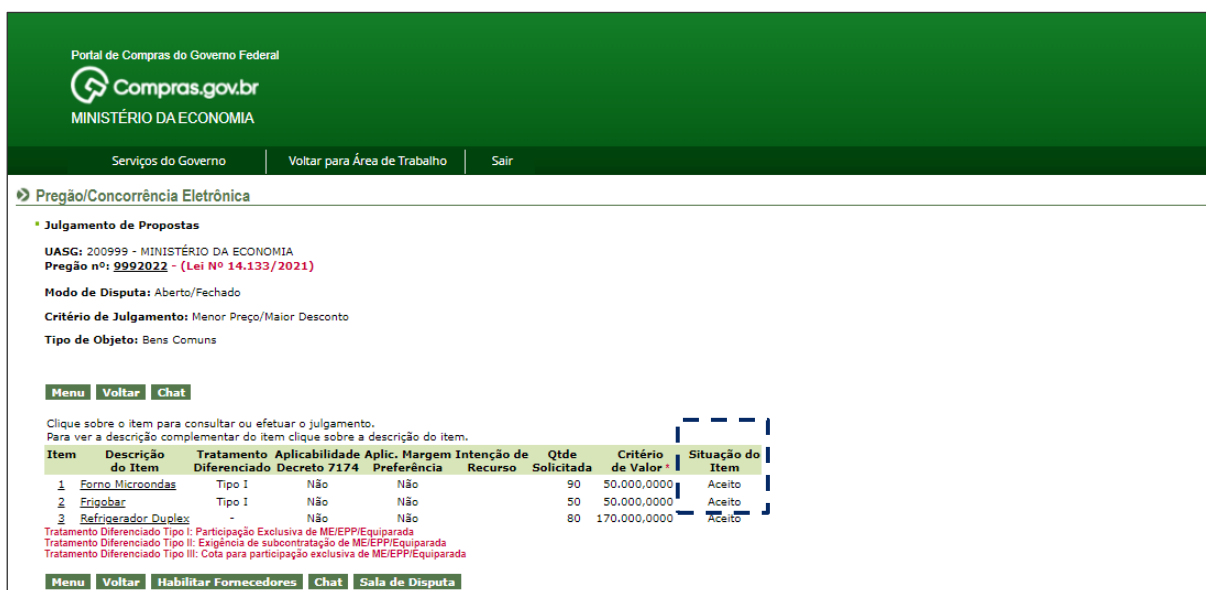 Portal de Compras do Governo Federal
Compras.gov.br
MINISTÉRIO DA ECONOMIA
Serviços do Governo Voltar para Área de Trabalho Sair
Pregão/Concorrência Eletrônica
Julgamento de Propostas
UASG: 200999 - MINISTÉRIO DA ECONOMIA
Pregão nº: 9992022 - (Lei Nº 14.133/2021)
Modo de Disputa: Aberto/Fechado
Critério de Julgamento: Menor Preço/Maior Desconto
Tipo de Objeto: Bens Comuns
Menu Voltar Chat
Clique sobre o item para consultar ou efetuar o julgamento.
Para ver a descrição complementar do item clique sobre a descrição do item.
Item Descrição Tratamento Aplicabilidade Aplic. Margem Intenção de Qtde Critério Situação do
do Item Diferenciado Decreto 7174 Preferência Recurso Solicitada de Valor * Item
1 Forno Microondas Tipo I Não Não 90 50.000,0000 Aceito
2 Frigobar Tipo I Não Não 50 50.000,0000 Aceito
3 Refrigerador Duplex - Não Não 80 170.000,0000 Aceito
Tratamento Diferenciado Tipo I: Participação Exclusiva de ME/EPP/Equiparada
Tratamento Diferenciado Tipo II: Exigência de subcontratação de ME/EPP/Equiparada
Tratamento Diferenciado Tipo III: Cota para participação exclusiva de ME/EPP/Equiparada
Menu Voltar Habilitar Fornecedores Chat Sala de Disputa